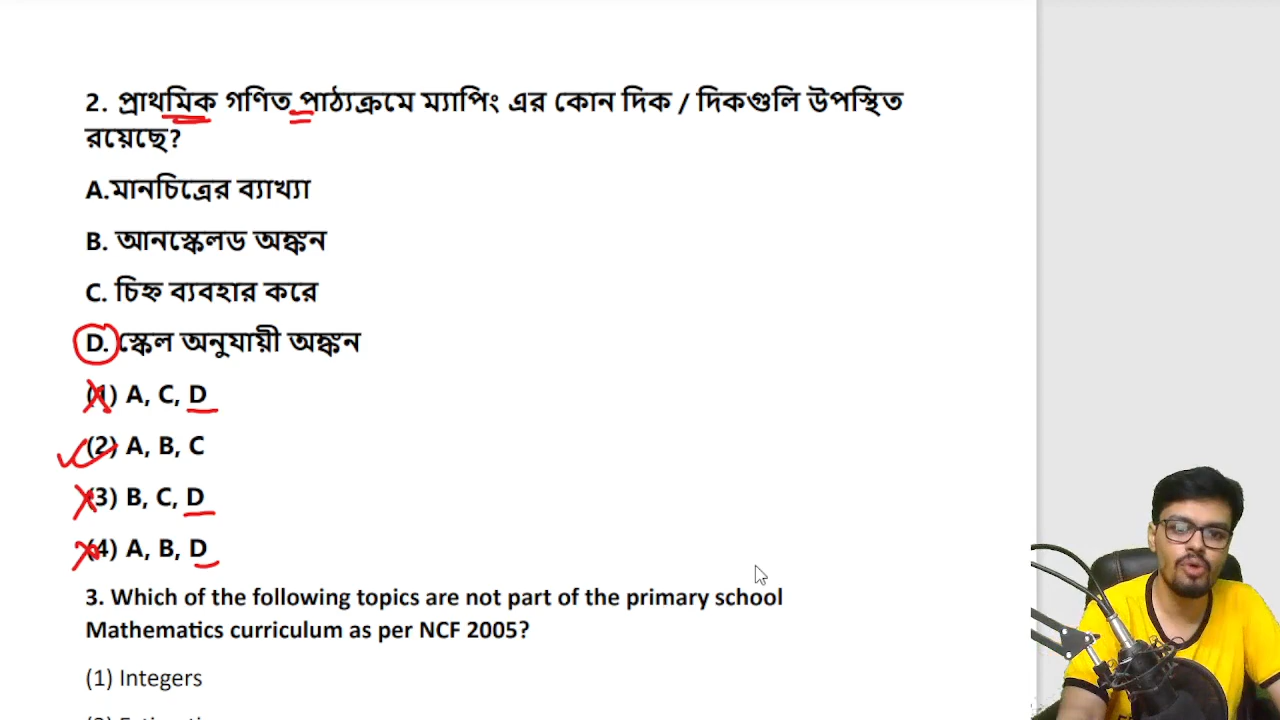 2. প্রাথমিক গণিত পাঠ্যক্রমে ম্যাপিং এর কোন দিক / দিকগুলি উপস্থিত
রয়েছে?
A.মানচিত্রের ব্যাখ্যা
B. আনস্কেলড অঙ্কন
C. চিহ্ন ব্যবহার করে
D. স্কেল অনুযায়ী অঙ্কন
(1) A, C, D
(2) A, B, C
(3) B, C, D
(4) A, B, D
3. Which of the following topics are not part of the primary school
Mathematics curriculum as per NCF 2005?
(1) Integers